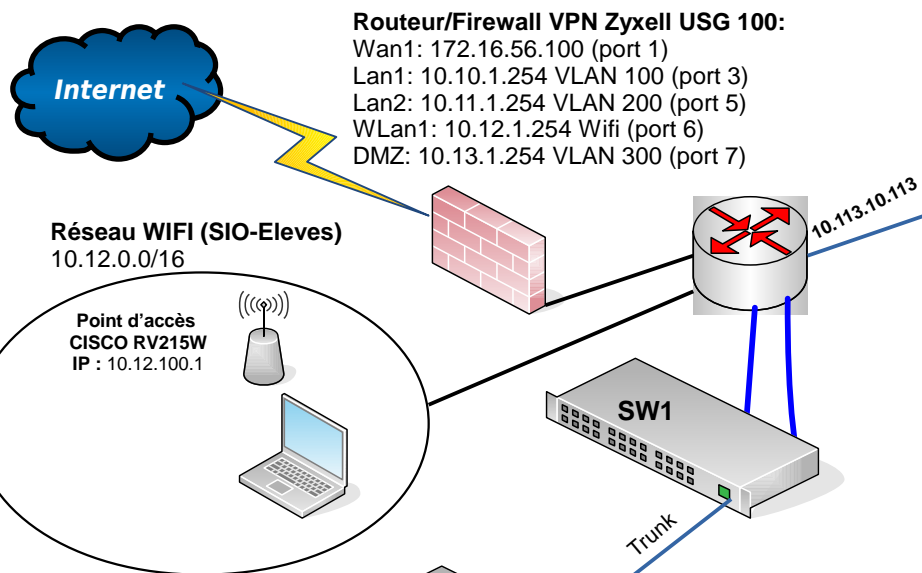 Routeur/Firewall VPN Zyxell USG 100:
Wan1: 172.16.56.100 (port 1)
Lan1: 10.10.1.254 VLAN 100 (port 3)
Lan2: 10.11.1.254 VLAN 200 (port 5)
WLan1: 10.12.1.254 Wifi (port 6)
DMZ: 10.13.1.254 VLAN 300 (port 7)
Internet
10.113.10.113
Réseau WIFI (SIO-Eleves)
10.12.0.0/16
Point d'accès
CISCO RV215W
IP : 10.12.100.1
SW1
Trunk